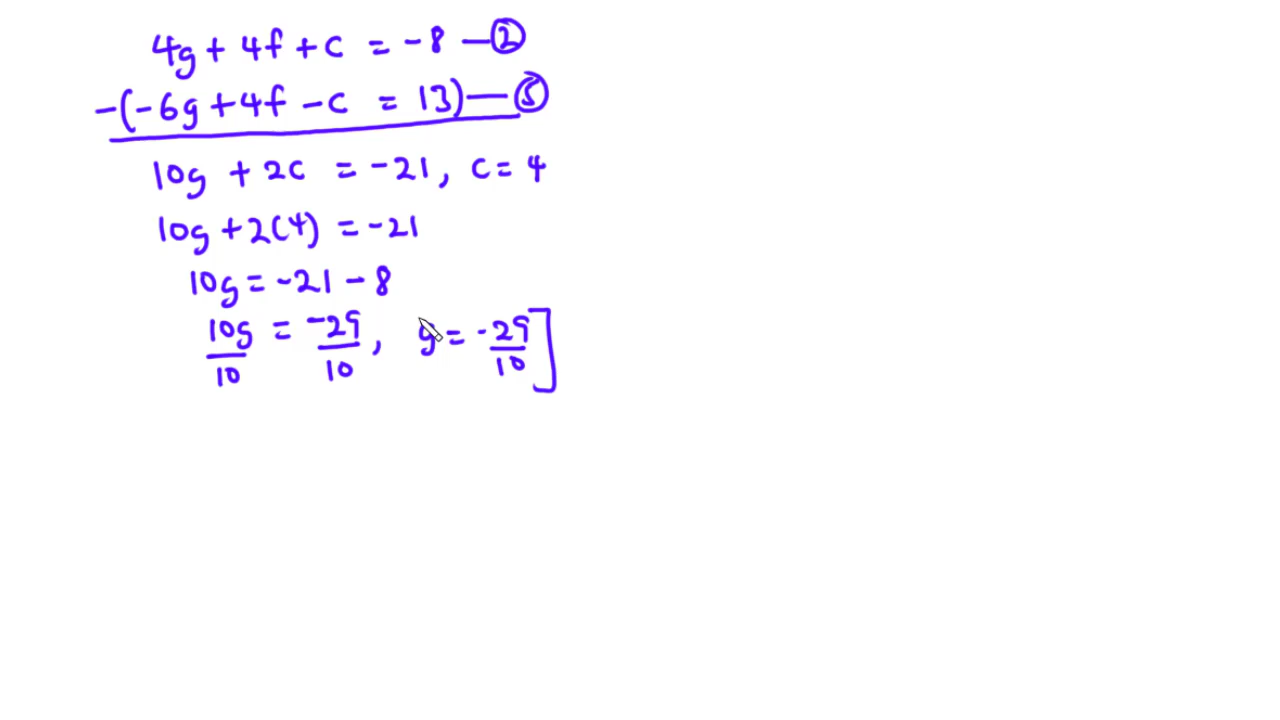 4g + 4f + c = -8 — ②
-(-6g + 4f - c = 13) — ⑤
10g + 2c = -21, c = 4
10g + 2(4) = -21
10g = -21 - 8
10g/10 = -29/10, g = -29/10]